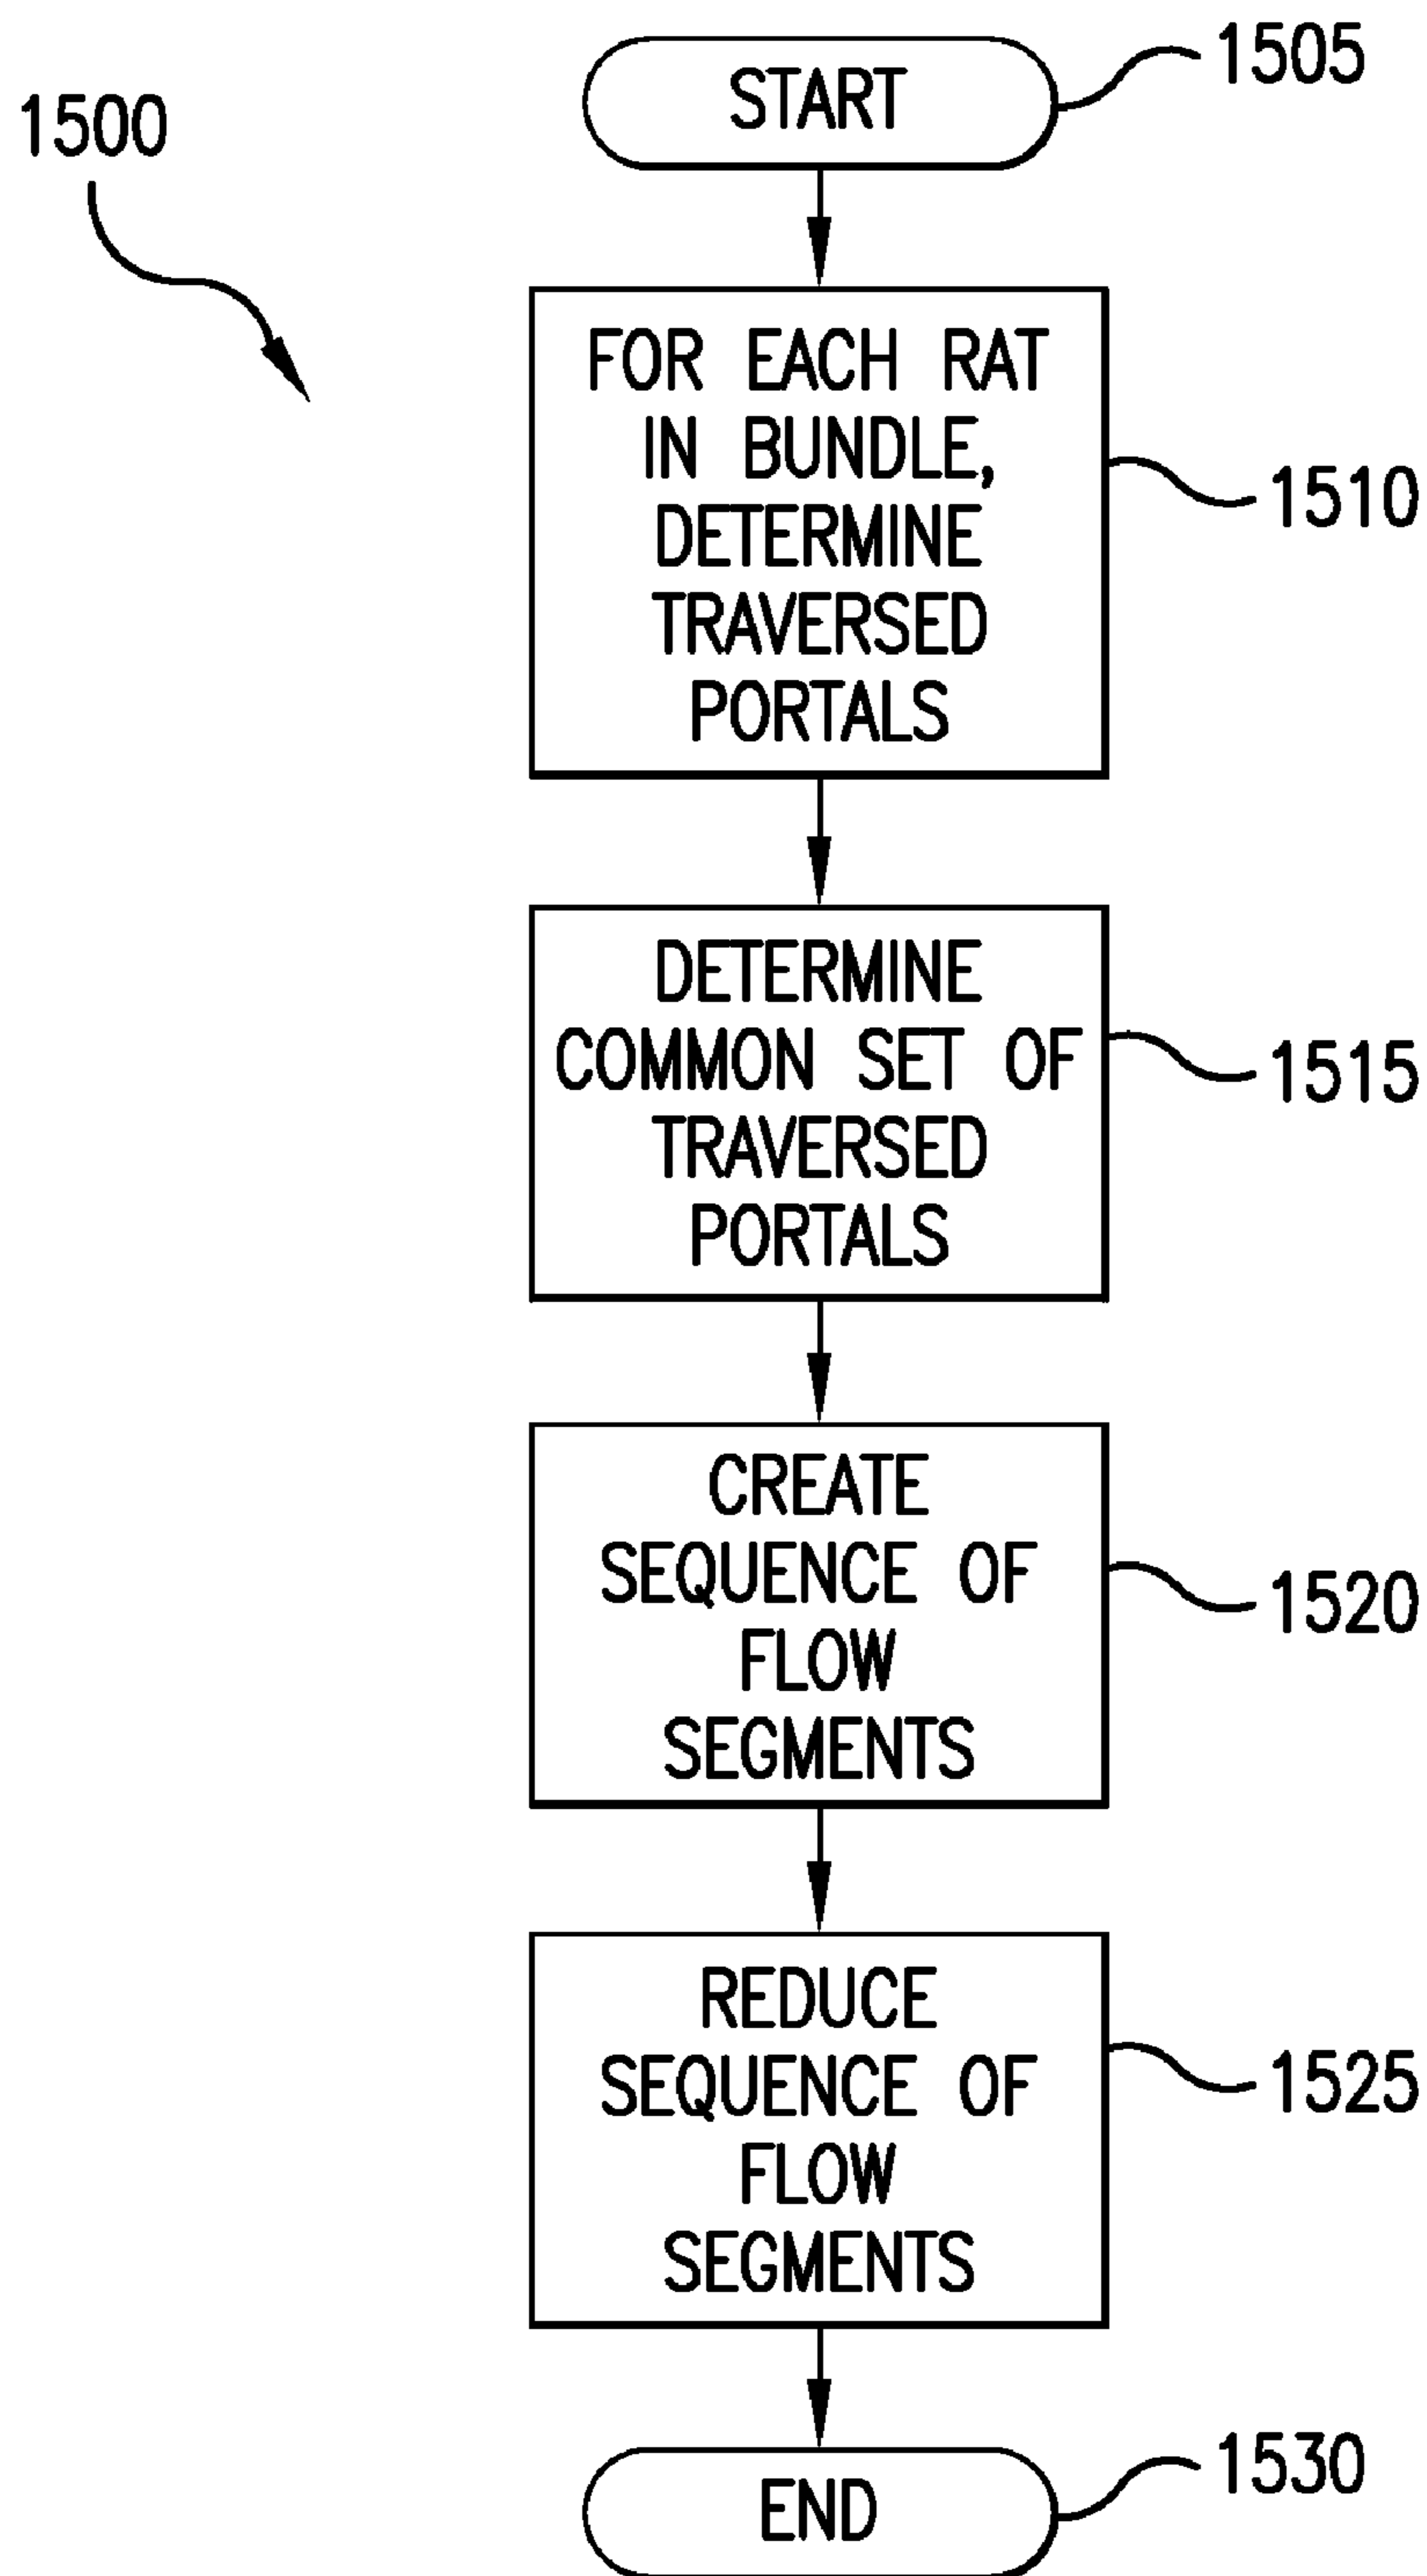 1500
START
1505
FOR EACH RAT
IN BUNDLE,
DETERMINE
TRAVERSED
PORTALS
1510
DETERMINE
COMMON SET OF
TRAVERSED
PORTALS
1515
CREATE
SEQUENCE OF
FLOW
SEGMENTS
1520
REDUCE
SEQUENCE OF
FLOW
SEGMENTS
1525
END
1530